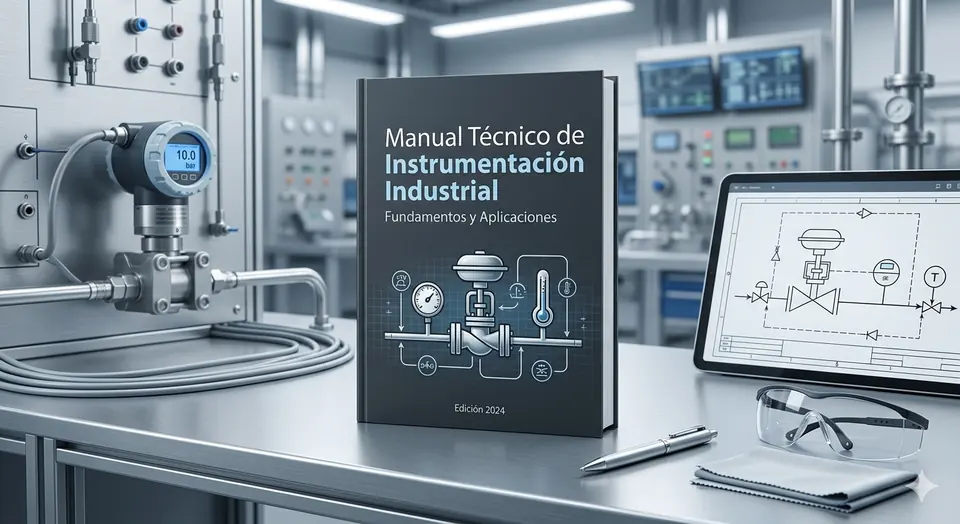 10.0
bar
Manual Técnico de
Instrumentación
Industrial
Fundamentos y Aplicaciones
Edición 2024
T